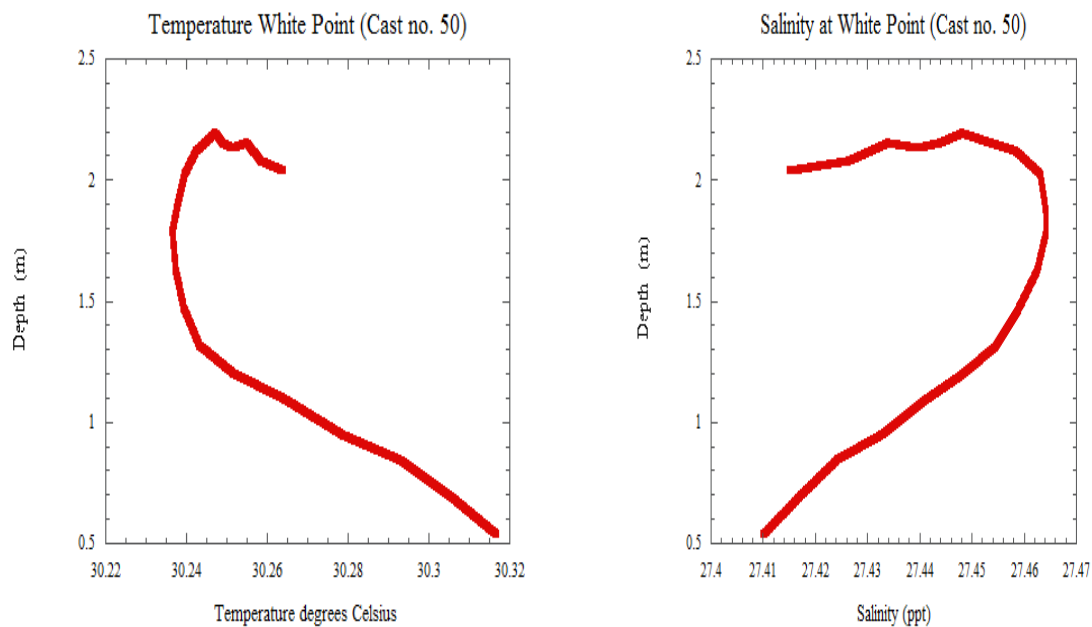 Temperature White Point (Cast no. 50)
2.5
2
1.5
1
0.5
Depth (m)
30.22 30.24 30.26 30.28 30.3 30.32
Temperature degrees Celsius
Salinity at White Point (Cast no. 50)
2.5
2
1.5
1
0.5
Depth (m)
27.4 27.41 27.42 27.43 27.44 27.45 27.46 27.47
Salinity (ppt)